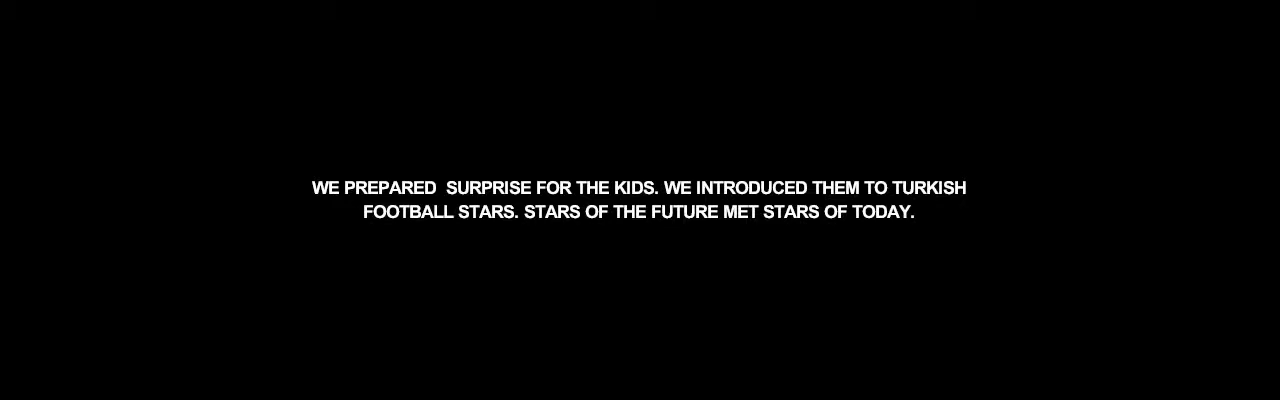 WE PREPARED  SURPRISE FOR THE KIDS. WE INTRODUCED THEM TO TURKISH
FOOTBALL STARS. STARS OF THE FUTURE MET STARS OF TODAY.